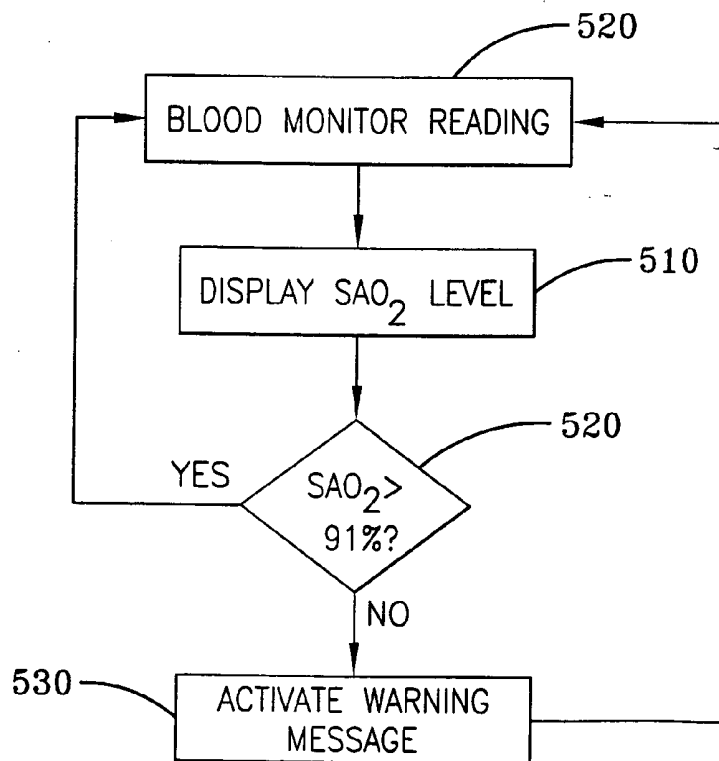 520
BLOOD MONITOR READING
DISPLAY SAO₂ LEVEL
510
520
YES
SAO₂>
91%?
NO
530
ACTIVATE WARNING
MESSAGE